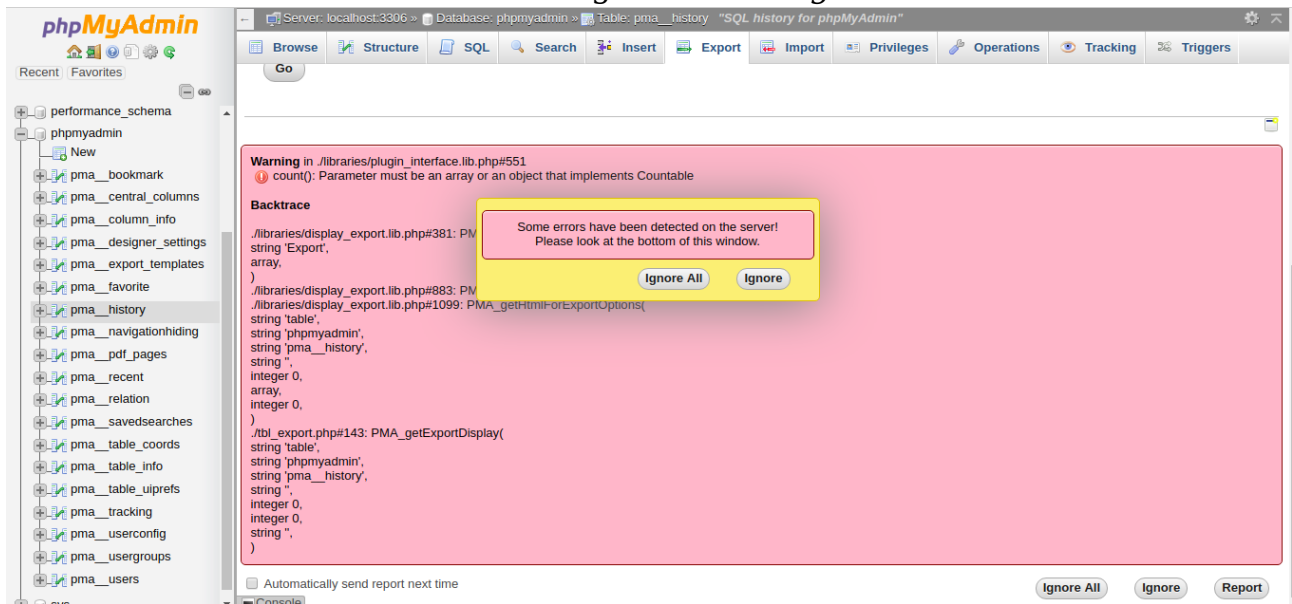 phpMyAdmin
Recent Favorites
performance_schema
phpmyadmin
New
pma__bookmark
pma__central_columns
pma__column_info
pma__designer_settings
pma__export_templates
pma__favorite
pma__history
pma__navigationhiding
pma__pdf_pages
pma__recent
pma__relation
pma__savedsearches
pma__table_coords
pma__table_info
pma__table_uiprefs
pma__tracking
pma__userconfig
pma__usergroups
pma__users
Server: localhost:3306 » Database: phpmyadmin » Table: pma__history "SQL history for phpMyAdmin"
Browse Structure SQL Search Insert Export Import Privileges Operations Tracking Triggers
Go
Warning in ./libraries/plugin_interface.lib.php#551
count(): Parameter must be an array or an object that implements Countable
Backtrace
./libraries/display_export.lib.php#381: PM
string 'Export',
array,
)
./libraries/display_export.lib.php#883: PM
./libraries/display_export.lib.php#1099: PMA_getHtmlForExportOptions(
string 'table',
string 'phpmyadmin',
string 'pma__history',
string '',
integer 0,
array,
integer 0,
)
./tbl_export.php#143: PMA_getExportDisplay(
string 'table',
string 'phpmyadmin',
string 'pma__history',
string '',
integer 0,
integer 0,
string '',
)
Some errors have been detected on the server!
Please look at the bottom of this window.
Ignore All Ignore
Automatically send report next time
Ignore All Ignore Report
Console